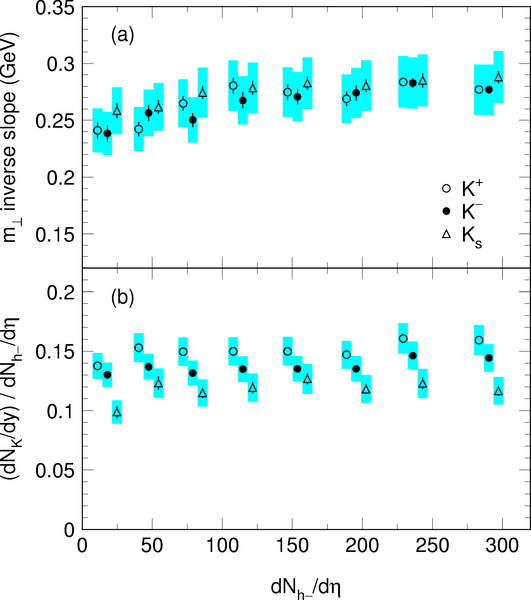 0.35
0.3
0.25
0.2
0.15
m⊥ inverse slope (GeV)
(a)
K+
K−
Ks
(b)
0.2
0.15
0.1
0.05
0
(dNK/dy) / dNh−/dη
0 50 100 150 200 250 300
dNh−/dη